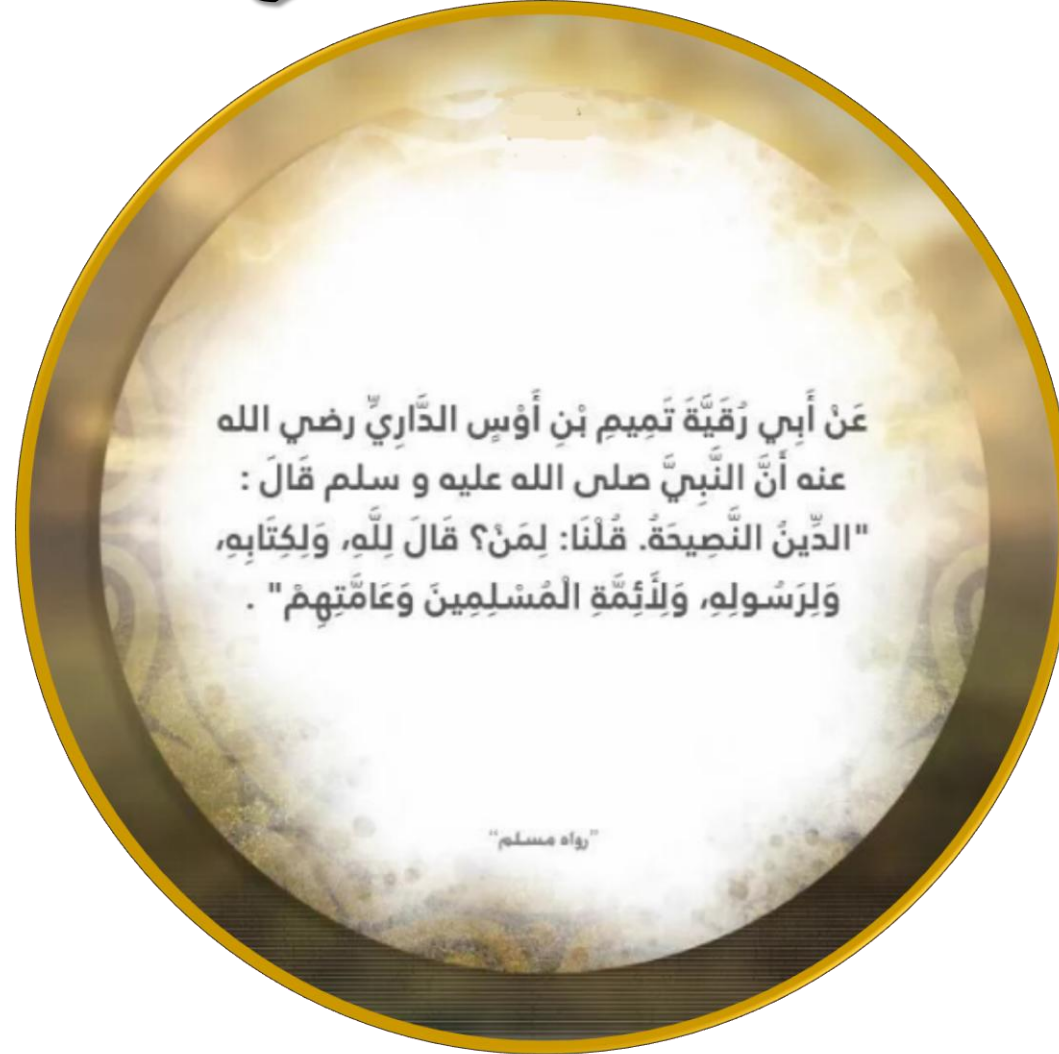 عَنْ أَبِي رُقَيَّةَ تَمِيمِ بْنِ أَوْسٍ الدَّارِيِّ رضي الله
عنه أَنَّ النَّبِيَّ صلى الله عليه و سلم قَالَ :
"الدِّينُ النَّصِيحَةُ. قُلْنَا: لِمَنْ؟ قَالَ لِلَّهِ، وَلِكِتَابِهِ،
وَلِرَسُولِهِ، وَلِأَئِمَّةِ الْمُسْلِمِينَ وَعَامَّتِهِمْ" .
"رواه مسلم"